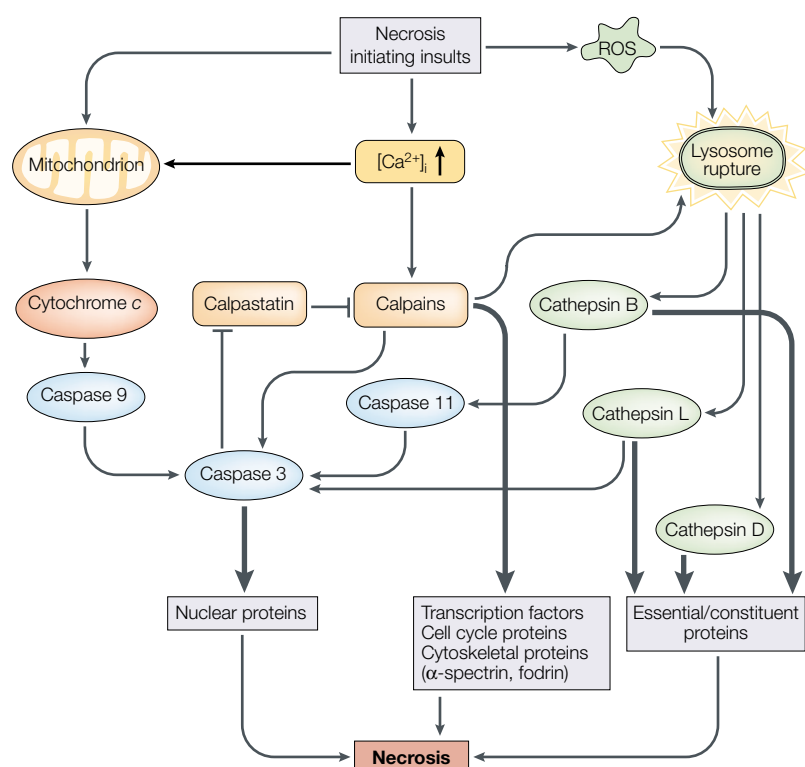 Necrosis
initiating insults
ROS
Mitochondrion
[Ca²⁺]ᵢ
Lysosome
rupture
Cytochrome c
Calpastatin
Calpains
Cathepsin B
Caspase 9
Caspase 11
Cathepsin L
Caspase 3
Cathepsin D
Nuclear proteins
Transcription factors
Cell cycle proteins
Cytoskeletal proteins
(α-spectrin, fodrin)
Essential/constituent
proteins
Necrosis